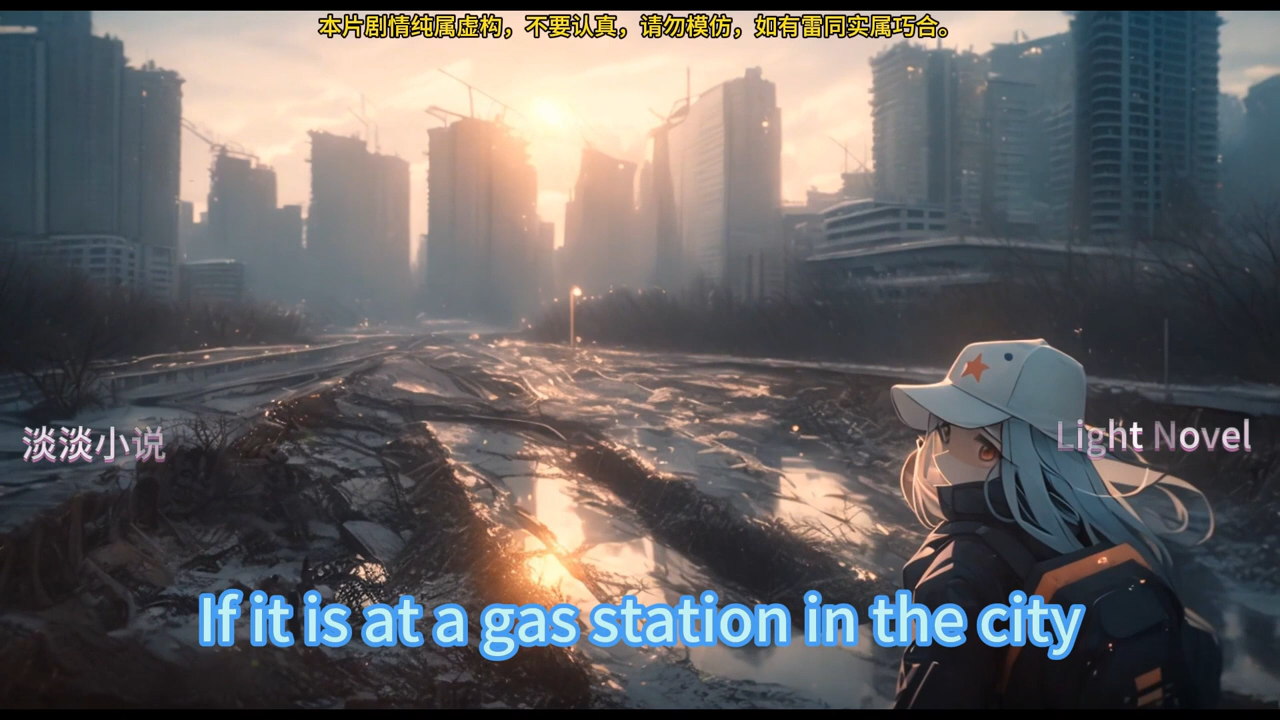 本片剧情纯属虚构，不要认真，请勿模仿，如有雷同实属巧合。
淡淡小说
Light Novel
If it is at a gas station in the city